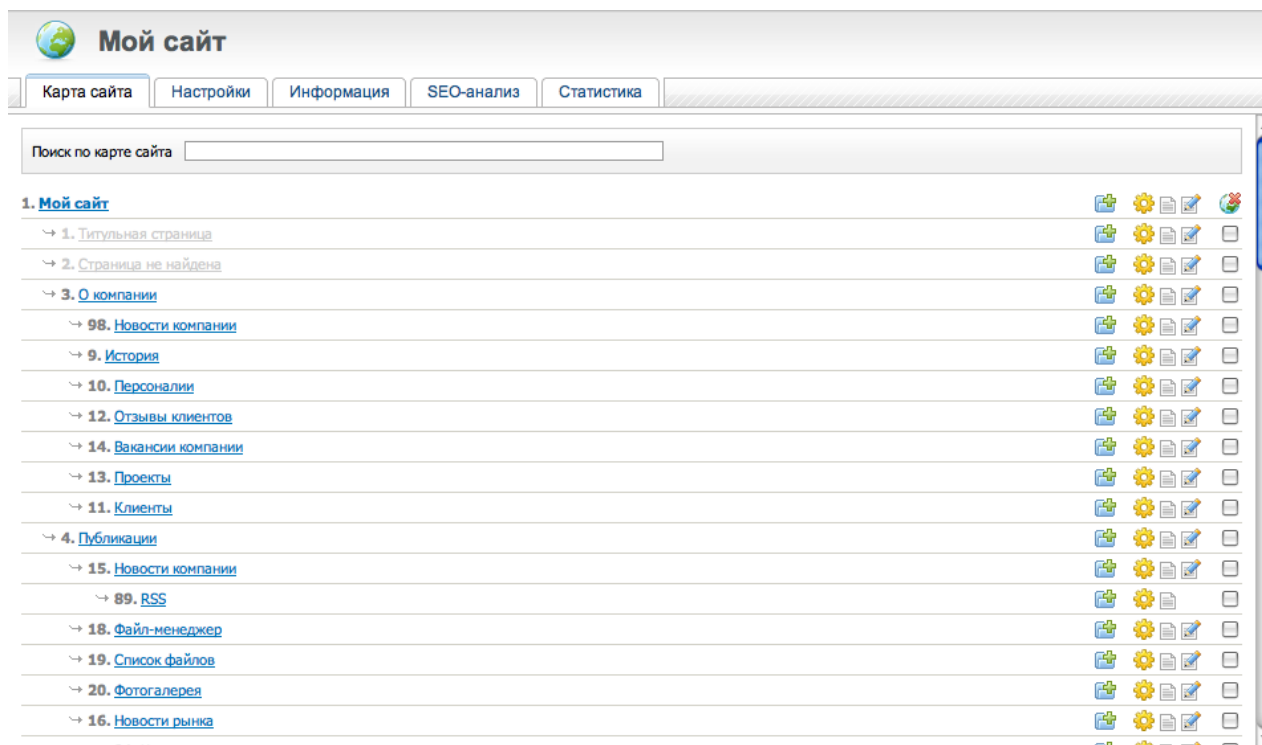 Мой сайт
Карта сайта Настройки Информация SEO-анализ Статистика
Поиск по карте сайта
1. Мой сайт
1. Титульная страница
2. Страница не найдена
3. О компании
98. Новости компании
9. История
10. Персоналии
12. Отзывы клиентов
14. Вакансии компании
13. Проекты
11. Клиенты
4. Публикации
15. Новости компании
89. RSS
18. Файл-менеджер
19. Список файлов
20. Фотогалерея
16. Новости рынка